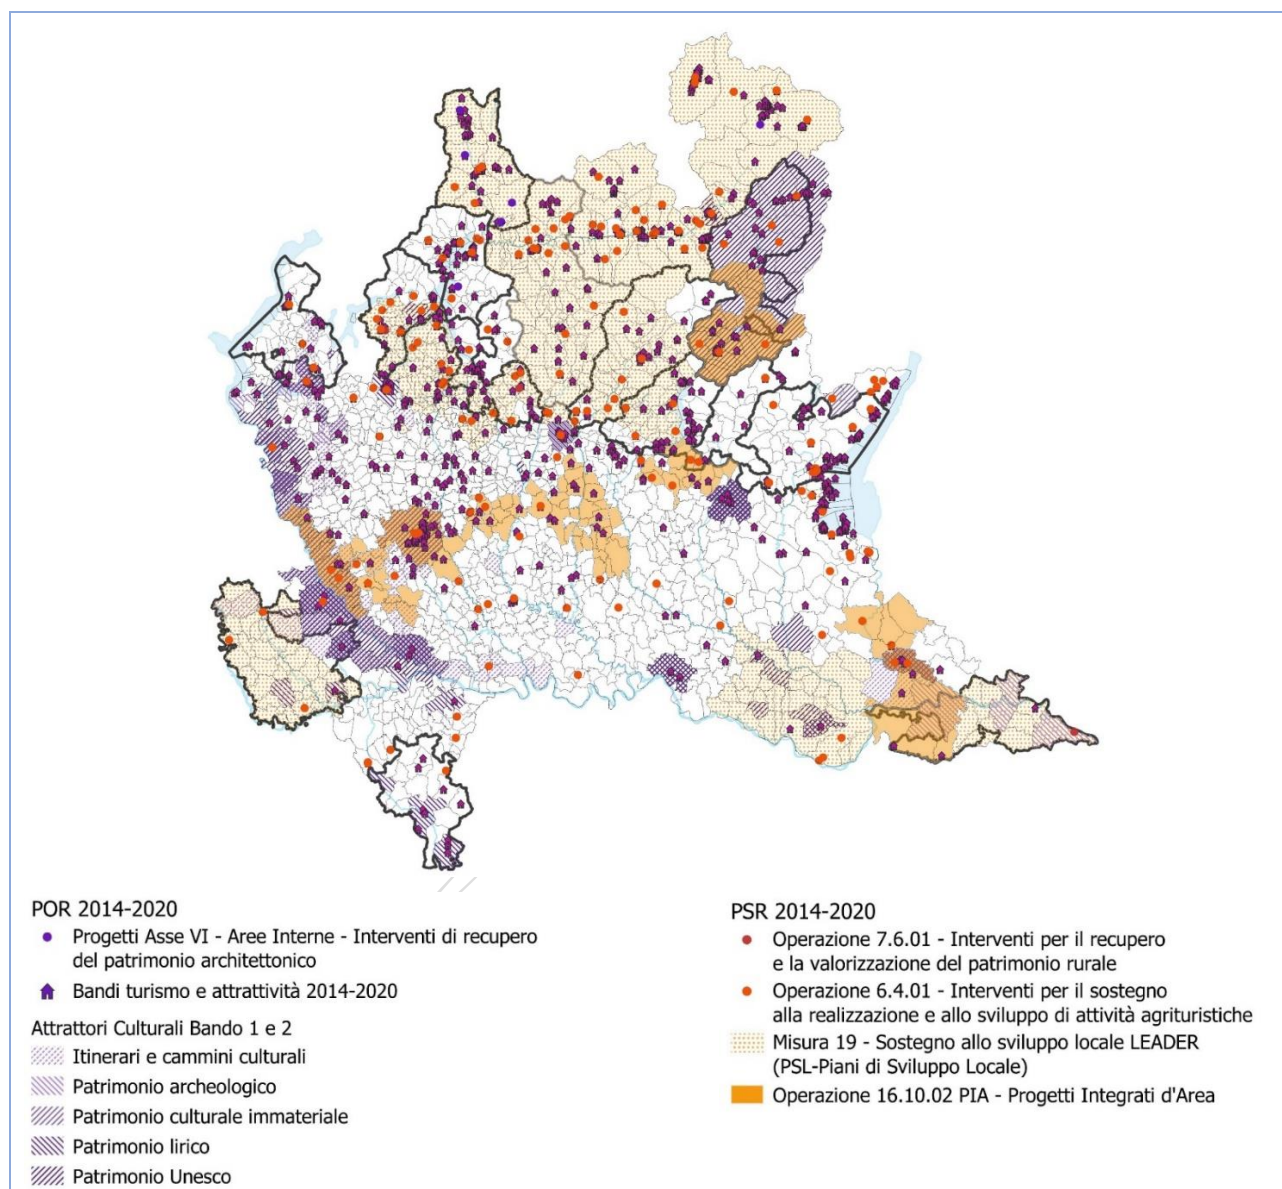 POR 2014-2020
Progetti Asse VI - Aree Interne - Interventi di recupero
del patrimonio architettonico
Bandi turismo e attrattività 2014-2020
Attrattori Culturali Bando 1 e 2
Itinerari e cammini culturali
Patrimonio archeologico
Patrimonio culturale immateriale
Patrimonio lirico
Patrimonio Unesco
PSR 2014-2020
Operazione 7.6.01 - Interventi per il recupero
e la valorizzazione del patrimonio rurale
Operazione 6.4.01 - Interventi per il sostegno
alla realizzazione e allo sviluppo di attività agrituristiche
Misura 19 - Sostegno allo sviluppo locale LEADER
(PSL-Piani di Sviluppo Locale)
Operazione 16.10.02 PIA - Progetti Integrati d'Area